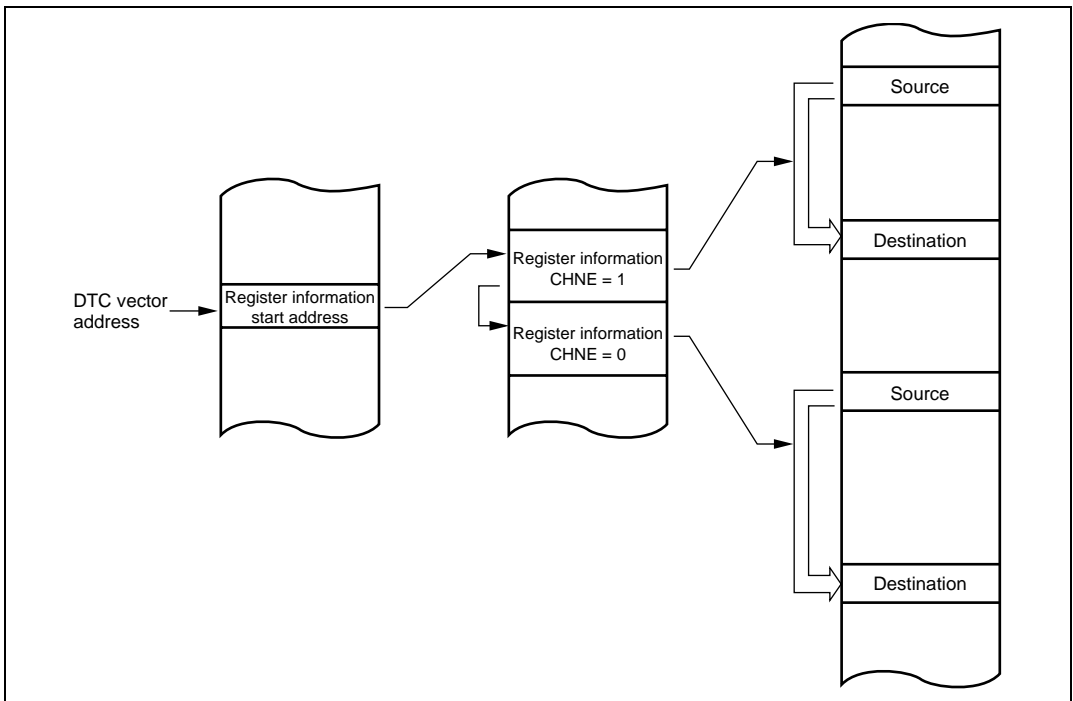 DTC vector
address
Register information
start address
Register information
CHNE = 1
Register information
CHNE = 0
Source
Destination
Source
Destination